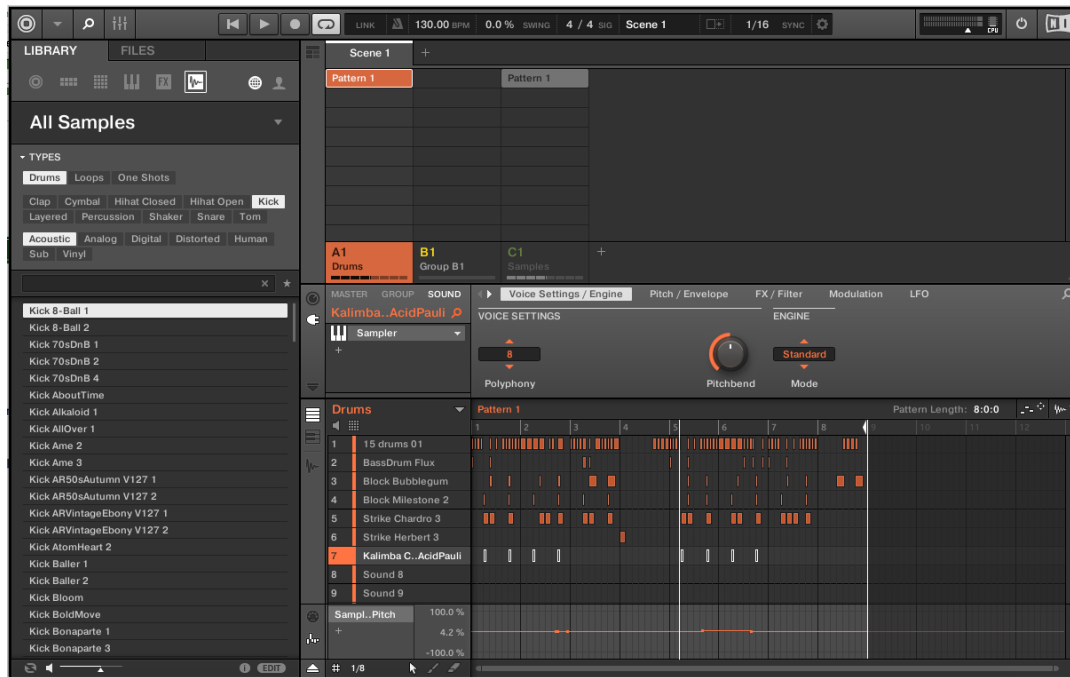 LINK 130.00 BPM 0.0 % SWING 4 / 4 SIG Scene 1 1/16 SYNC CPU NI
LIBRARY FILES
FX
All Samples
TYPES
Drums Loops One Shots
Clap Cymbal Hihat Closed Hihat Open Kick
Layered Percussion Shaker Snare Tom
Acoustic Analog Digital Distorted Human
Sub Vinyl
Kick 8-Ball 1
Kick 8-Ball 2
Kick 70sDnB 1
Kick 70sDnB 2
Kick 70sDnB 4
Kick AboutTime
Kick Alkaloid 1
Kick AllOver 1
Kick Ame 2
Kick Ame 3
Kick AR50sAutumn V127 1
Kick AR50sAutumn V127 2
Kick ARVintageEbony V127 1
Kick ARVintageEbony V127 2
Kick AtomHeart 2
Kick Baller 1
Kick Baller 2
Kick Bloom
Kick BoldMove
Kick Bonaparte 1
Kick Bonaparte 3
EDIT
Scene 1 +
Pattern 1 Pattern 1
A1 B1 C1 +
Drums Group B1 Samples
MASTER GROUP SOUND Voice Settings / Engine Pitch / Envelope FX / Filter Modulation LFO
Kalimba..AcidPauli VOICE SETTINGS ENGINE
Sampler
+
8 Standard
Polyphony Pitchbend Mode
Drums Pattern 1 Pattern Length: 8:0:0
1 2 3 4 5 6 7 8 9 10 11 12
1 15 drums 01
2 BassDrum Flux
3 Block Bubblegum
4 Block Milestone 2
5 Strike Chardro 3
6 Strike Herbert 3
7 Kalimba C..AcidPauli
8 Sound 8
9 Sound 9
Sampl..Pitch 100.0 %
+ 4.2 %
-100.0 %
# 1/8